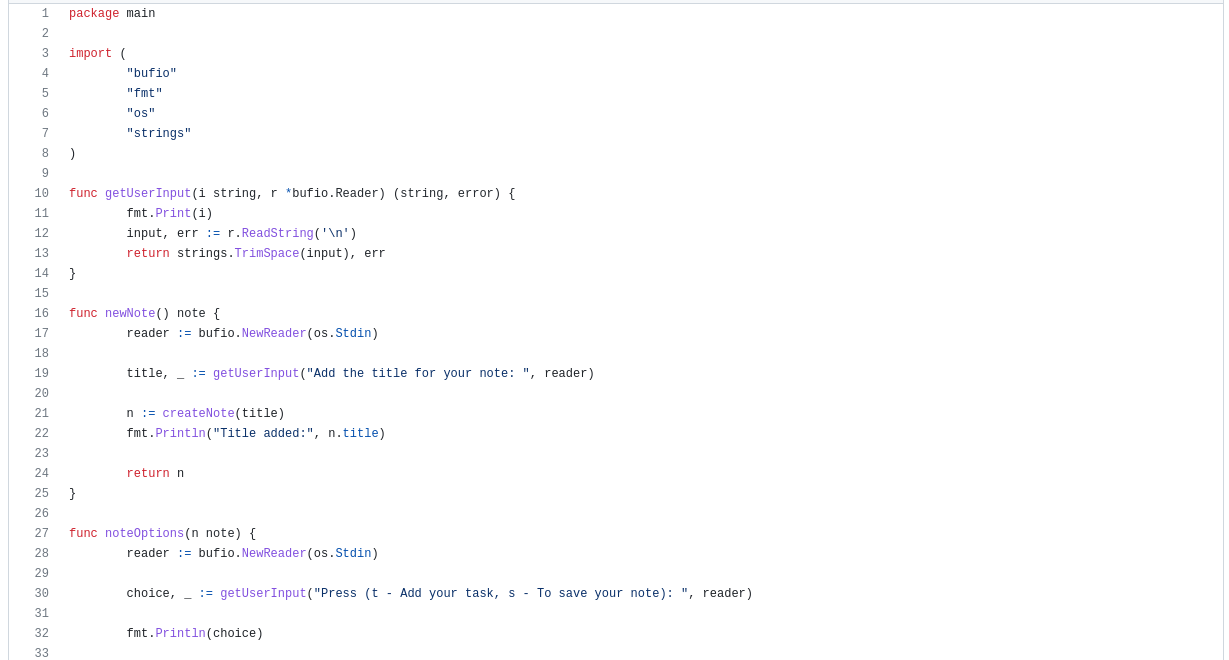 1 package main
2
3 import (
4 "bufio"
5 "fmt"
6 "os"
7 "strings"
8 )
9
10 func getUserInput(i string, r *bufio.Reader) (string, error) {
11 fmt.Print(i)
12 input, err := r.ReadString('\n')
13 return strings.TrimSpace(input), err
14 }
15
16 func newNote() note {
17 reader := bufio.NewReader(os.Stdin)
18
19 title, _ := getUserInput("Add the title for your note: ", reader)
20
21 n := createNote(title)
22 fmt.Println("Title added:", n.title)
23
24 return n
25 }
26
27 func noteOptions(n note) {
28 reader := bufio.NewReader(os.Stdin)
29
30 choice, _ := getUserInput("Press (t - Add your task, s - To save your note): ", reader)
31
32 fmt.Println(choice)
33